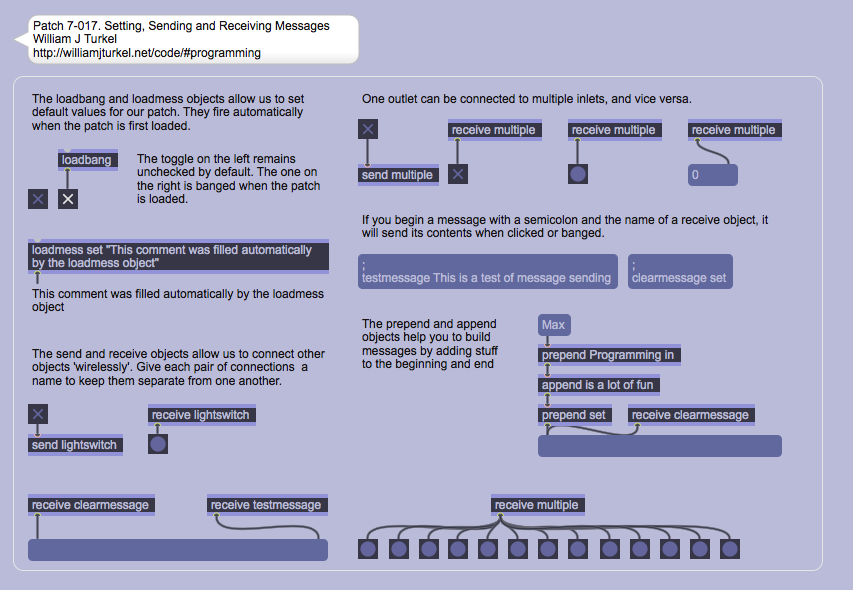 Patch 7-017. Setting, Sending and Receiving Messages
William J Turkel
http://williamjturkel.net/code/#programming
The loadbang and loadmess objects allow us to set
default values for our patch. They fire automatically
when the patch is first loaded.
loadbang
The toggle on the left remains
unchecked by default. The one on
the right is banged when the patch
is loaded.
loadmess set "This comment was filled automatically
by the loadmess object"
This comment was filled automatically by the loadmess
object
The send and receive objects allow us to connect other
objects 'wirelessly'. Give each pair of connections a
name to keep them separate from one another.
receive lightswitch
send lightswitch
receive clearmessage
receive testmessage
One outlet can be connected to multiple inlets, and vice versa.
receive multiple
receive multiple
receive multiple
send multiple
0
If you begin a message with a semicolon and the name of a receive object, it
will send its contents when clicked or banged.
;
testmessage This is a test of message sending
;
clearmessage set
The prepend and append
objects help you to build
messages by adding stuff
to the beginning and end
Max
prepend Programming in
append is a lot of fun
prepend set
receive clearmessage
receive multiple